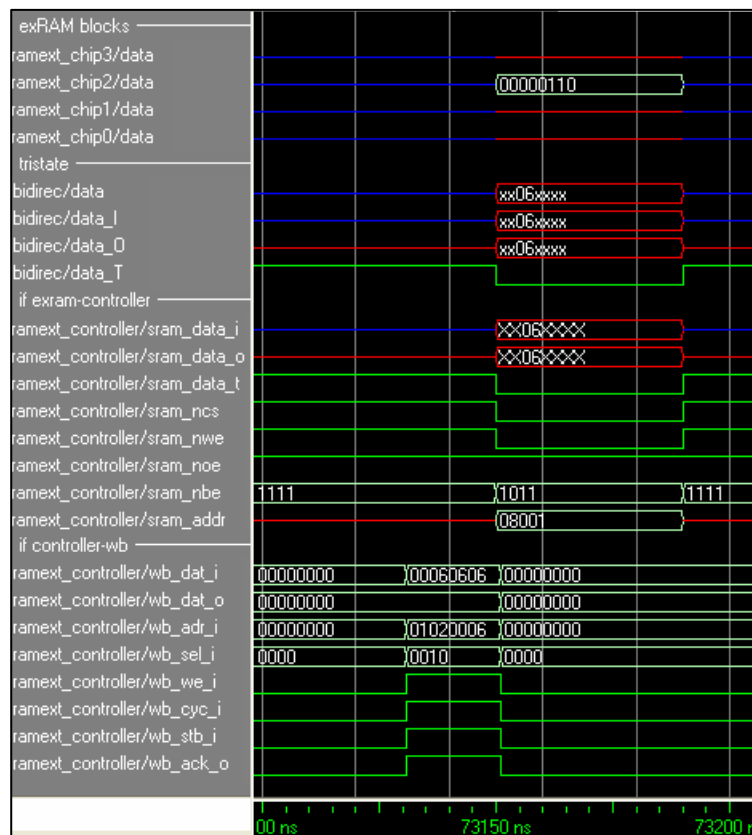 exRAM blocks
ramext_chip3/data
ramext_chip2/data 00000110
ramext_chip1/data
ramext_chip0/data
tristate
bidirec/data xx06xxxx
bidirec/data_I xx06xxxx
bidirec/data_O xx06xxxx
bidirec/data_T
if exram-controller
ramext_controller/sram_data_i XX06XXXX
ramext_controller/sram_data_o XX06XXXX
ramext_controller/sram_data_t
ramext_controller/sram_ncs
ramext_controller/sram_nwe
ramext_controller/sram_noe
ramext_controller/sram_nbe 1111 1011 1111
ramext_controller/sram_addr 08001
if controller-wb
ramext_controller/wb_dat_i 00000000 00060606 00000000
ramext_controller/wb_dat_o 00000000 00000000
ramext_controller/wb_adr_i 00000000 01020006 00000000
ramext_controller/wb_sel_i 0000 0010 0000
ramext_controller/wb_we_i
ramext_controller/wb_cyc_i
ramext_controller/wb_stb_i
ramext_controller/wb_ack_o
00 ns 73150 ns 73200 n